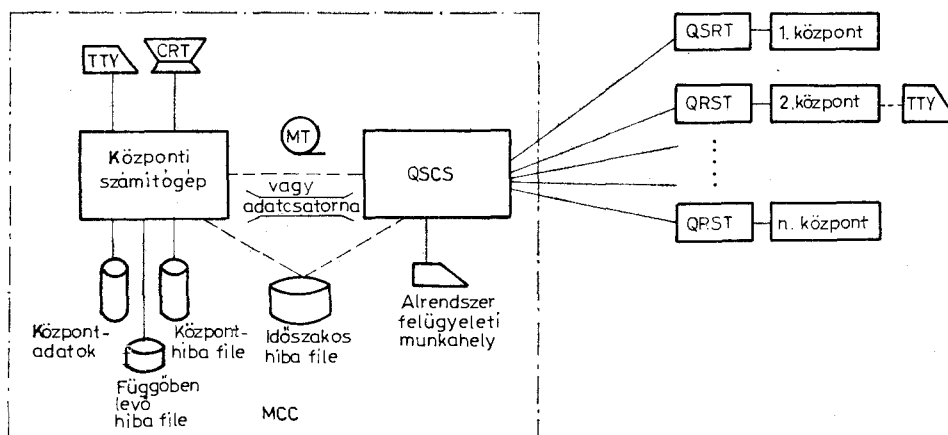 TTY
CRT
Központi
számítógép
MT
vagy
adatcsatorna
QSCS
Központ-
adatok
Függőben
levő
hiba file
Központ-
hiba file
Időszakos
hiba file
Alrendszer
felügyeleti
munkahely
MCC
QSRT
1. központ
QRST
2.központ
TTY
QRST
n. központ